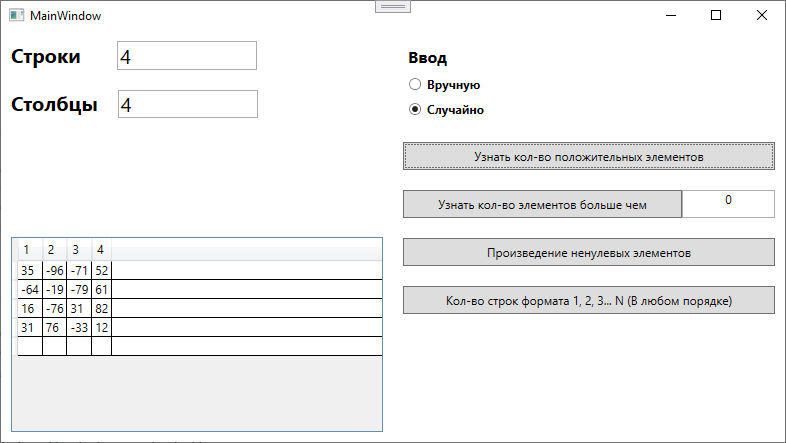 MainWindow
Строки 4
Столбцы 4
Ввод
Вручную
Случайно
Узнать кол-во положительных элементов
Узнать кол-во элементов больше чем 0
Произведение ненулевых элементов
Кол-во строк формата 1, 2, 3... N (В любом порядке)
1 2 3 4
35 -96 -71 52
-64 -19 -79 61
16 -76 31 82
31 76 -33 12